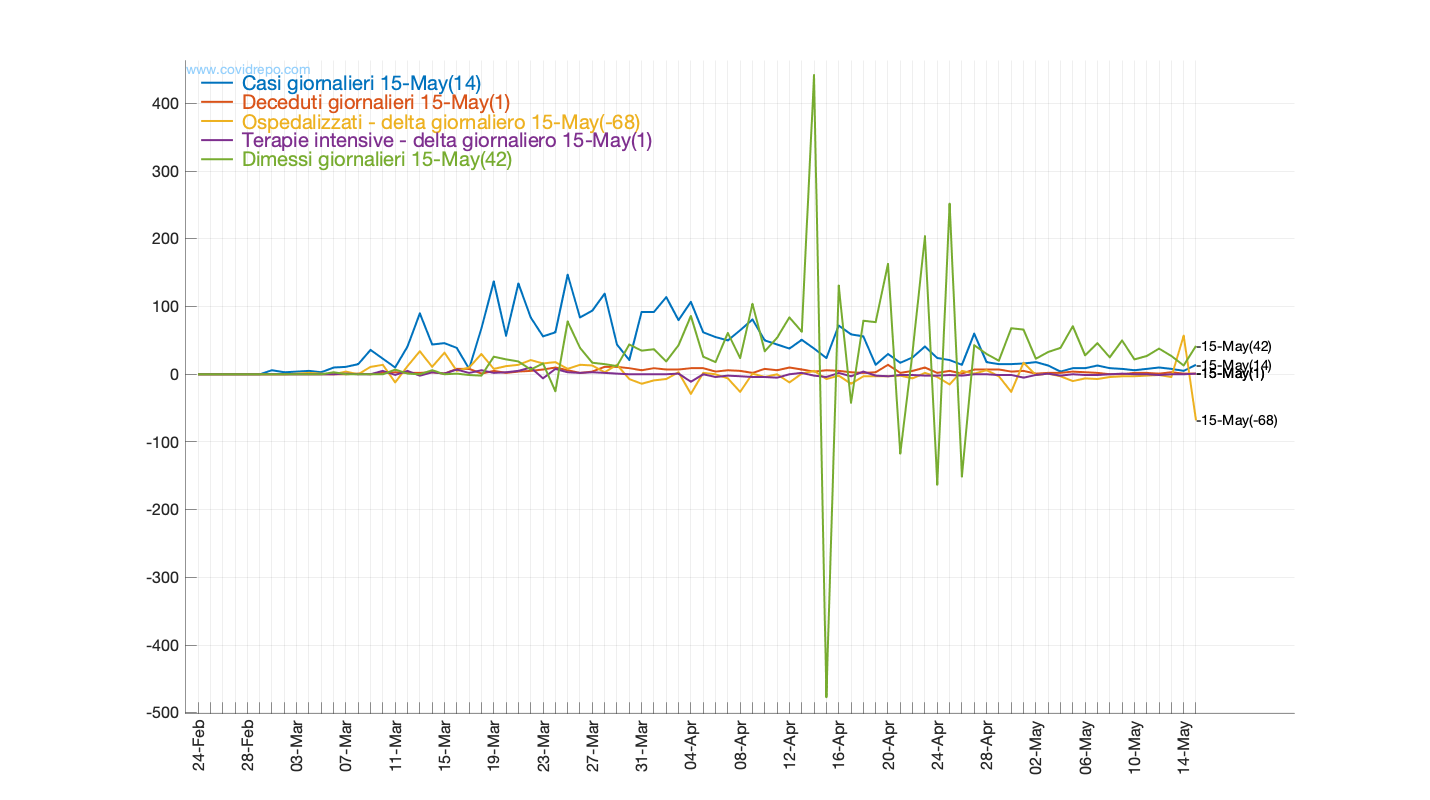 www.covidrepo.com
Casi giornalieri 15-May(14)
Deceduti giornalieri 15-May(1)
Ospedalizzati - delta giornaliero 15-May(-68)
Terapie intensive - delta giornaliero 15-May(1)
Dimessi giornalieri 15-May(42)
400
300
200
100
0
-100
-200
-300
-400
-500
15-May(42)
15-May(14)
15-May(1)
15-May(-68)
24-Feb
28-Feb
03-Mar
07-Mar
11-Mar
15-Mar
19-Mar
23-Mar
27-Mar
31-Mar
04-Apr
08-Apr
12-Apr
16-Apr
20-Apr
24-Apr
28-Apr
02-May
06-May
10-May
14-May